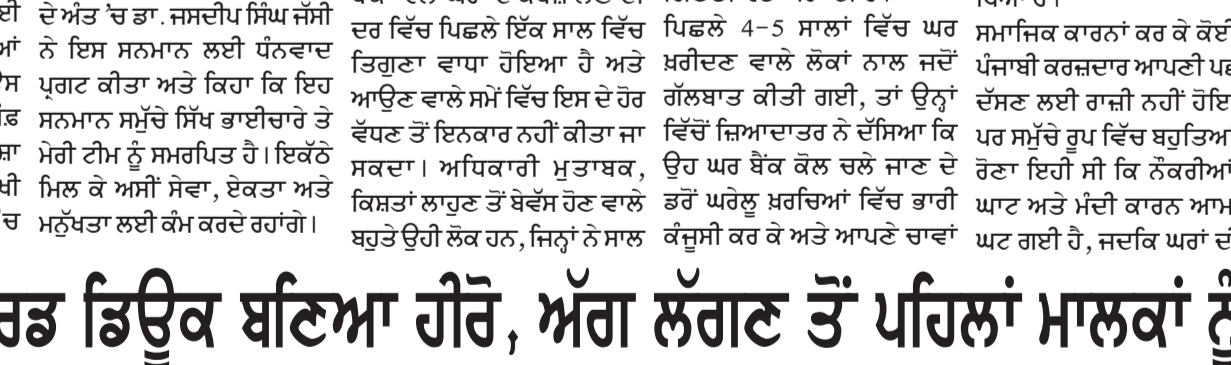 ਦੇ ਅੰਤ 'ਚ ਡਾ. ਜਸਦੀਪ ਸਿੰਘ ਜੱਸੀ
ਨੇ ਇਸ ਸਨਮਾਨ ਲਈ ਧੰਨਵਾਦ
ਪ੍ਰਗਟ ਕੀਤਾ ਅਤੇ ਕਿਹਾ ਕਿ ਇਹ
ਸਨਮਾਨ ਸਮੁੱਚੇ ਸਿੱਖ ਭਾਈਚਾਰੇ ਤੇ
ਮੇਰੀ ਟੀਮ ਨੂੰ ਸਮਰਪਿਤ ਹੈ। ਇਕੱਠੇ
ਮਿਲ ਕੇ ਅਸੀਂ ਸੇਵਾ, ਏਕਤਾ ਅਤੇ
ਮਨੁੱਖਤਾ ਲਈ ਕੰਮ ਕਰਦੇ ਰਹਾਂਗੇ।
ਦਰ ਵਿੱਚ ਪਿਛਲੇ ਇੱਕ ਸਾਲ ਵਿੱਚ
ਤਿਗੁਣਾ ਵਾਧਾ ਹੋਇਆ ਹੈ ਅਤੇ
ਆਉਣ ਵਾਲੇ ਸਮੇਂ ਵਿੱਚ ਇਸ ਦੇ ਹੋਰ
ਵੱਧਣ ਤੋਂ ਇਨਕਾਰ ਨਹੀਂ ਕੀਤਾ ਜਾ
ਸਕਦਾ। ਅਧਿਕਾਰੀ ਮੁਤਾਬਕ,
ਕਿਸ਼ਤਾਂ ਲਾਹੁਣ ਤੋਂ ਬੇਵੱਸ ਹੋਣ ਵਾਲੇ
ਬਹੁਤੇ ਉਹੀ ਲੋਕ ਹਨ, ਜਿਨ੍ਹਾਂ ਨੇ ਸਾਲ
ਪਿਛਲੇ 4-5 ਸਾਲਾਂ ਵਿੱਚ ਘਰ
ਖ਼ਰੀਦਣ ਵਾਲੇ ਲੋਕਾਂ ਨਾਲ ਜਦੋਂ
ਗੱਲਬਾਤ ਕੀਤੀ ਗਈ, ਤਾਂ ਉਨ੍ਹਾਂ
ਵਿੱਚੋਂ ਜ਼ਿਆਦਾਤਰ ਨੇ ਦੱਸਿਆ ਕਿ
ਉਹ ਘਰ ਬੈਂਕ ਕੋਲ ਚਲੇ ਜਾਣ ਦੇ
ਡਰੋਂ ਘਰੇਲੂ ਖ਼ਰਚਿਆਂ ਵਿੱਚ ਭਾਰੀ
ਕੰਜੂਸੀ ਕਰ ਕੇ ਅਤੇ ਆਪਣੇ ਚਾਵਾਂ
ਸਮਾਜਿਕ ਕਾਰਨਾਂ ਕਰ ਕੇ ਕੋਈ
ਪੰਜਾਬੀ ਕਰਜ਼ਦਾਰ ਆਪਣੀ
ਦੱਸਣ ਲਈ ਰਾਜ਼ੀ ਨਹੀਂ
ਪਰ ਸਮੁੱਚੇ ਰੂਪ ਵਿੱਚ
ਰੋਣਾ ਇਹੀ ਸੀ ਕਿ ਨੌਕਰੀਆਂ
ਘਾਟ ਅਤੇ ਮੰਦੀ ਕਾਰਨ
ਘਟ ਗਈ ਹੈ, ਜਦਕਿ ਘਰਾਂ
ਡਿਊਕ ਬਣਿਆ ਹੀਰੋ, ਅੱਗ ਲੱਗਣ ਤੋਂ ਪਹਿਲਾਂ ਮਾਲਕਾਂ ਨੂੰ